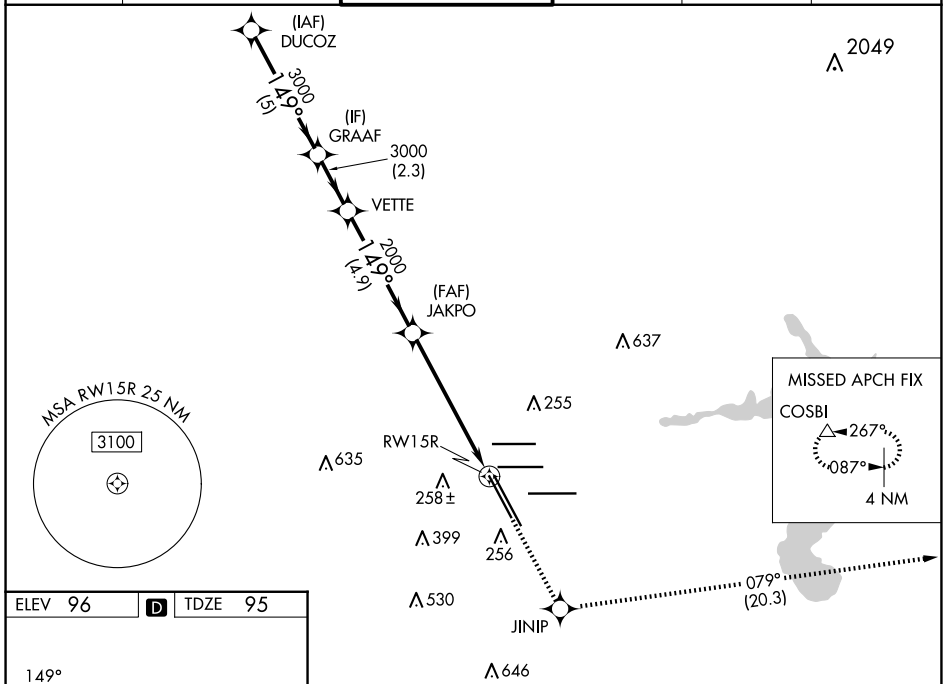 (IAF)
DUCOZ
2049
3000
149°
(5)
(IF)
GRAAF
3000
(2.3)
VETTE
2000
149°
(4.9)
(FAF)
JAKPO
637
MISSED APCH FIX
COSBI
267°
087°
4 NM
255
MSA RW15R 25 NM
3100
RW15R
635
258±
399
256
530
079°
(20.3)
JINIP
646
ELEV 96
D
TDZE 95
149°